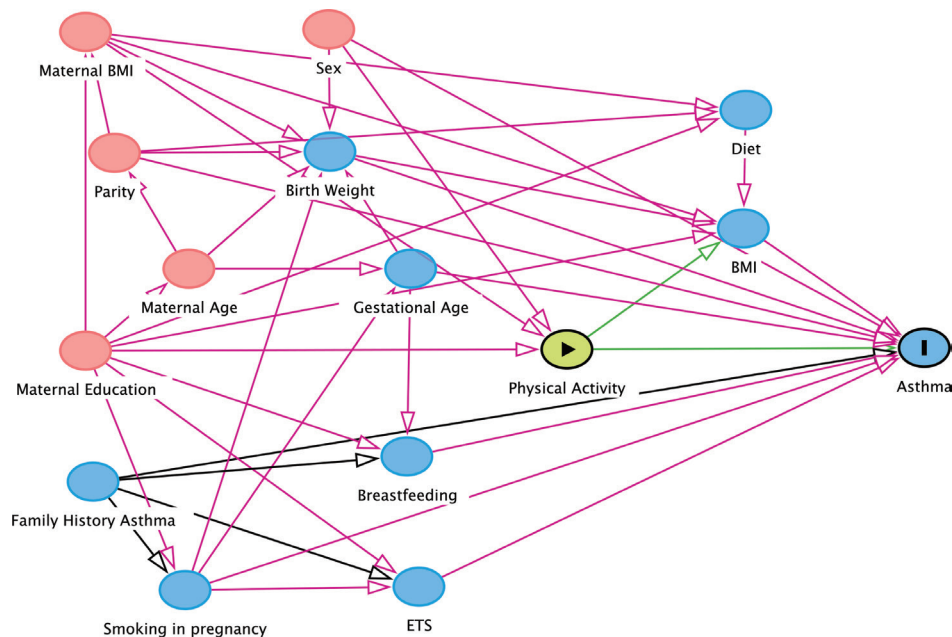 Maternal BMI
Sex
Diet
Parity
Birth Weight
BMI
Maternal Age
Gestational Age
Maternal Education
Physical Activity
Asthma
Breastfeeding
Family History Asthma
Smoking in pregnancy
ETS